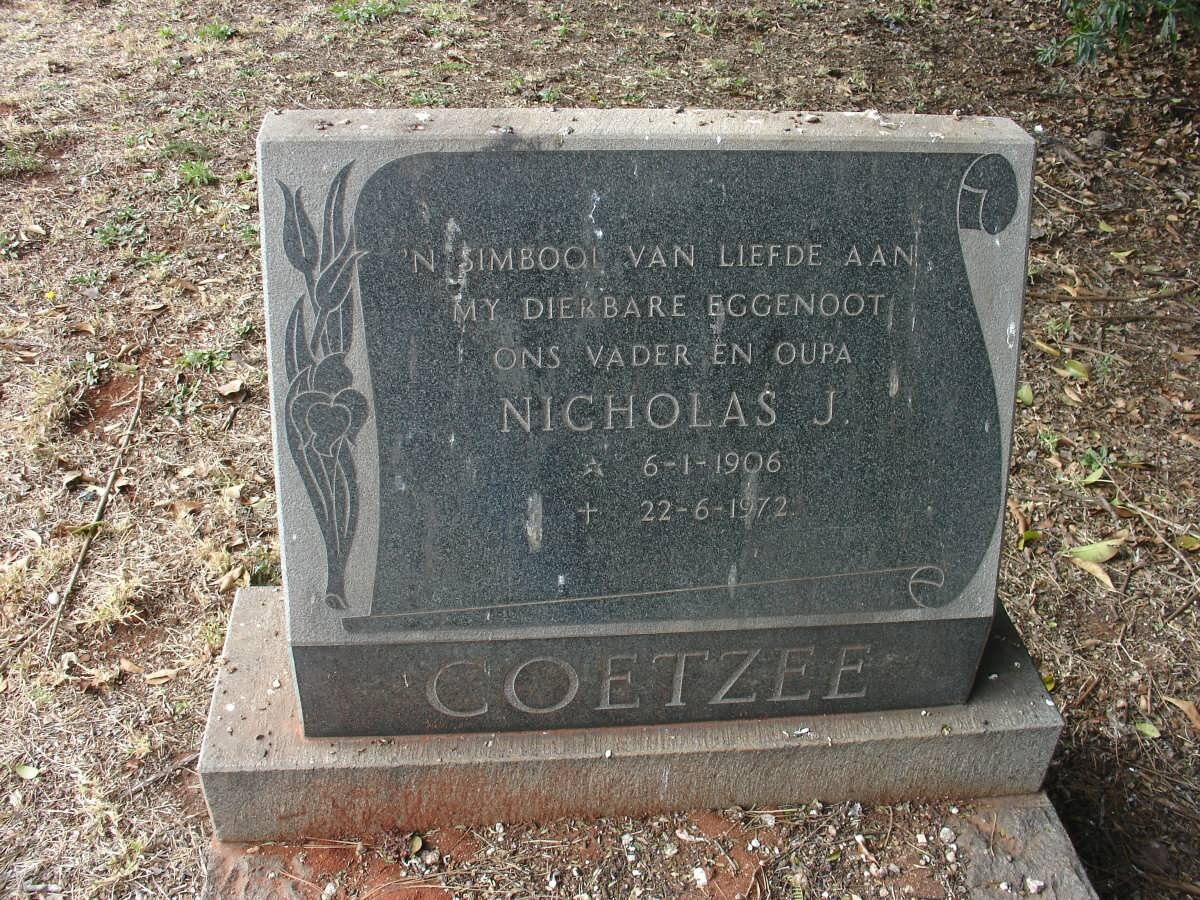 'N SIMBOOL VAN LIEFDE AAN
MY DIERBARE EGGENOOT
ONS VADER EN OUPA
NICHOLAS J.
☆ 6-1-1906
+ 22-6-1972.
COETZEE